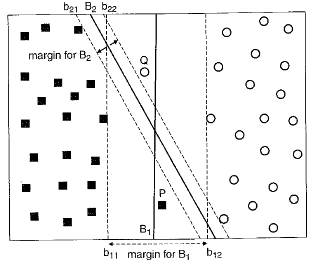 b21 B2 b22
margin for B2
Q
P
B1
b11 margin for B1 b12